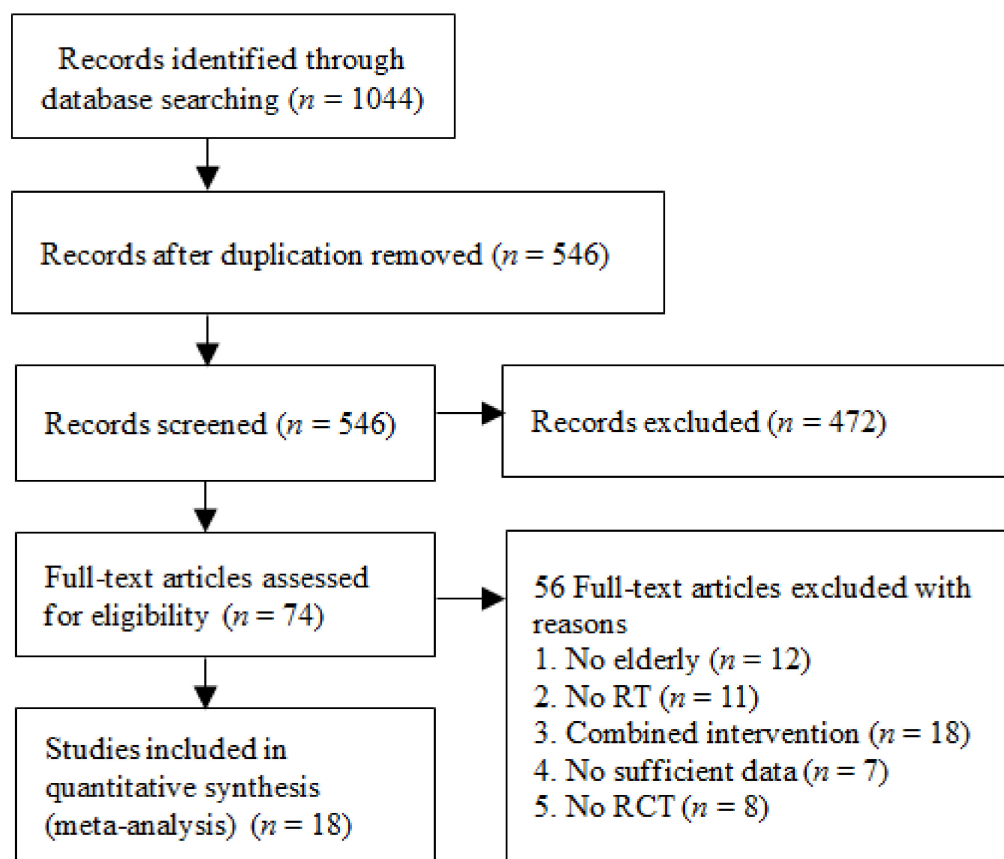 Records identified through
database searching (n = 1044)
Records after duplication removed (n = 546)
Records screened (n = 546)
Records excluded (n = 472)
Full-text articles assessed
for eligibility (n = 74)
56 Full-text articles excluded with
reasons
1. No elderly (n = 12)
2. No RT (n = 11)
3. Combined intervention (n = 18)
4. No sufficient data (n = 7)
5. No RCT (n = 8)
Studies included in
quantitative synthesis
(meta-analysis) (n = 18)